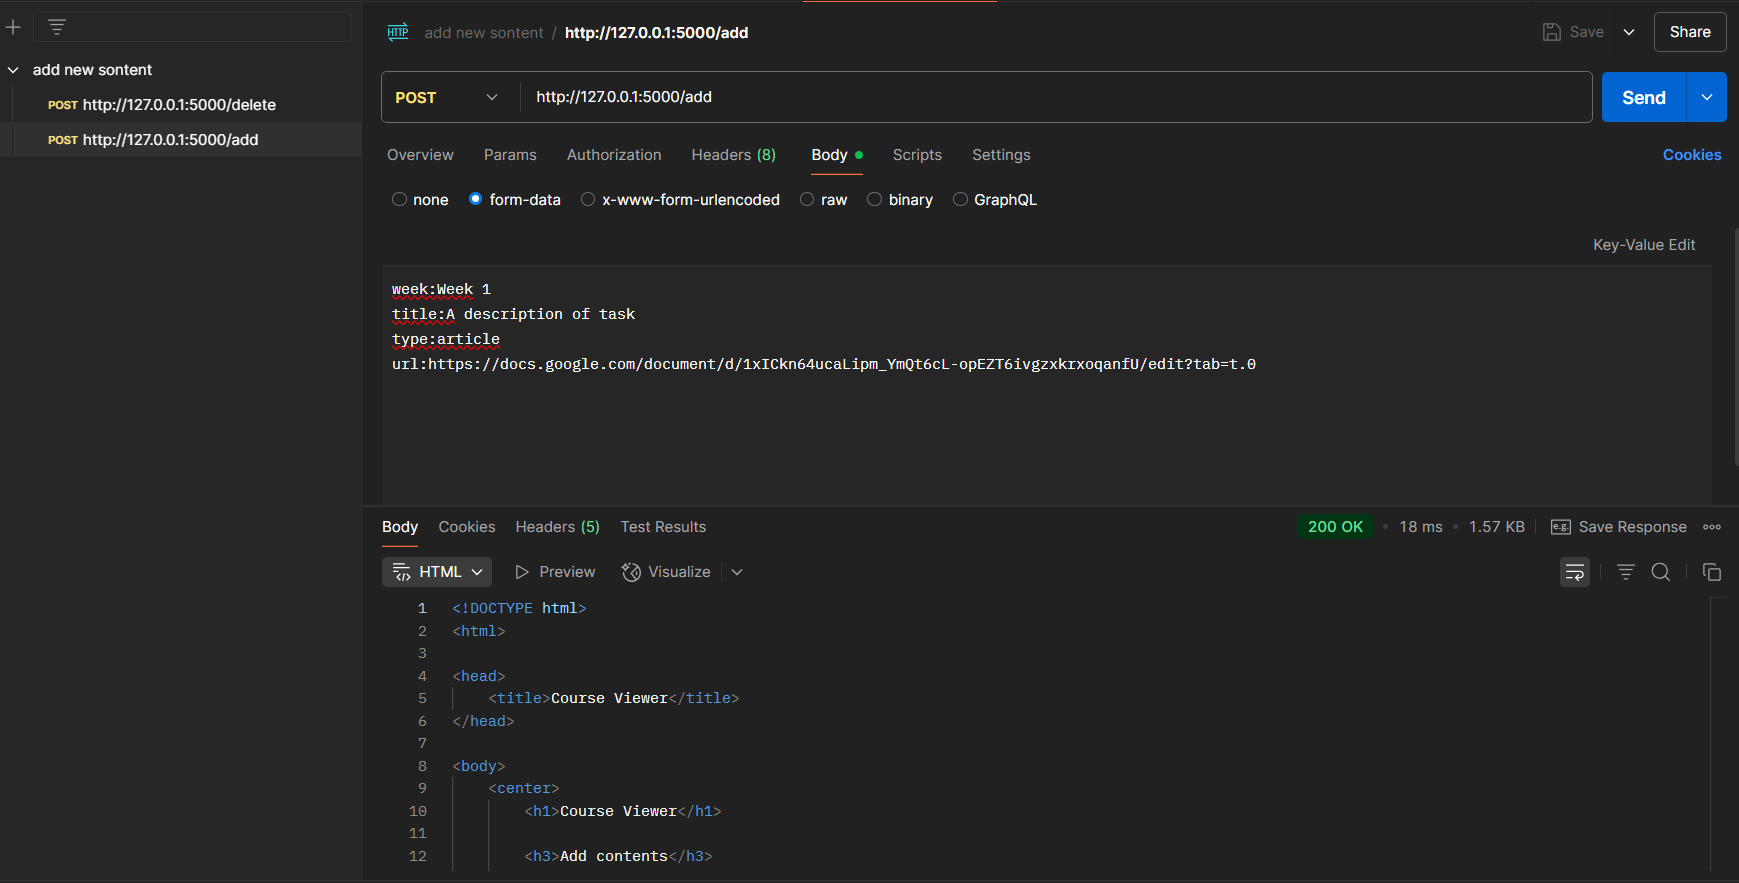 add new sontent / http://127.0.0.1:5000/add
Save
Share
add new sontent
POST http://127.0.0.1:5000/delete
POST http://127.0.0.1:5000/add
POST http://127.0.0.1:5000/add
Send
Overview Params Authorization Headers (8) Body Scripts Settings Cookies
none form-data x-www-form-urlencoded raw binary GraphQL
Key-Value Edit
week:Week 1
title:A description of task
type:article
url:https://docs.google.com/document/d/1xICkn64ucaLipm_YmQt6cL-opEZT6ivgzxkrxoqanfU/edit?tab=t.0
Body Cookies Headers (5) Test Results 200 OK • 18 ms • 1.57 KB e.g. Save Response
HTML Preview Visualize
1 <!DOCTYPE html>
2 <html>
3
4 <head>
5 <title>Course Viewer</title>
6 </head>
7
8 <body>
9 <center>
10 <h1>Course Viewer</h1>
11
12 <h3>Add contents</h3>